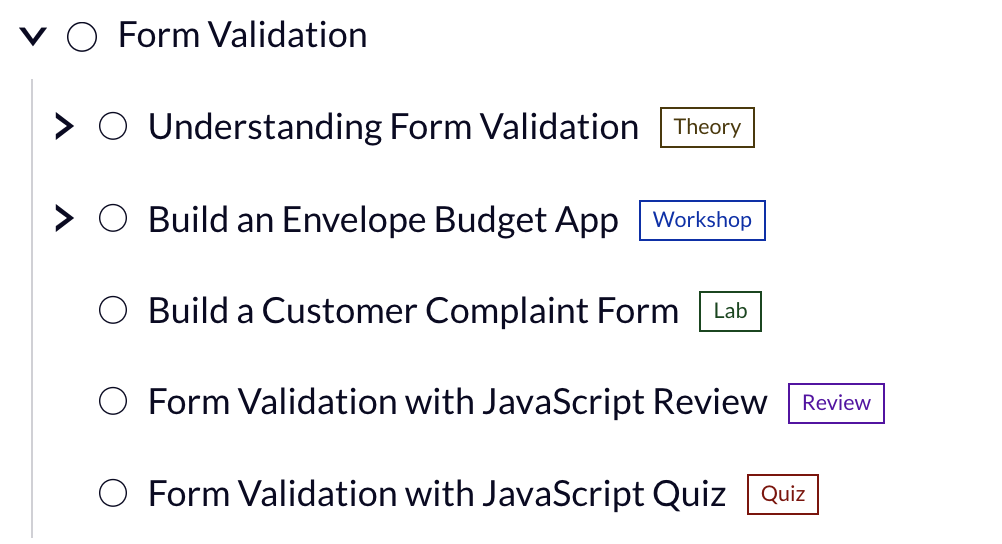 Form Validation
Understanding Form Validation Theory
Build an Envelope Budget App Workshop
Build a Customer Complaint Form Lab
Form Validation with JavaScript Review Review
Form Validation with JavaScript Quiz Quiz